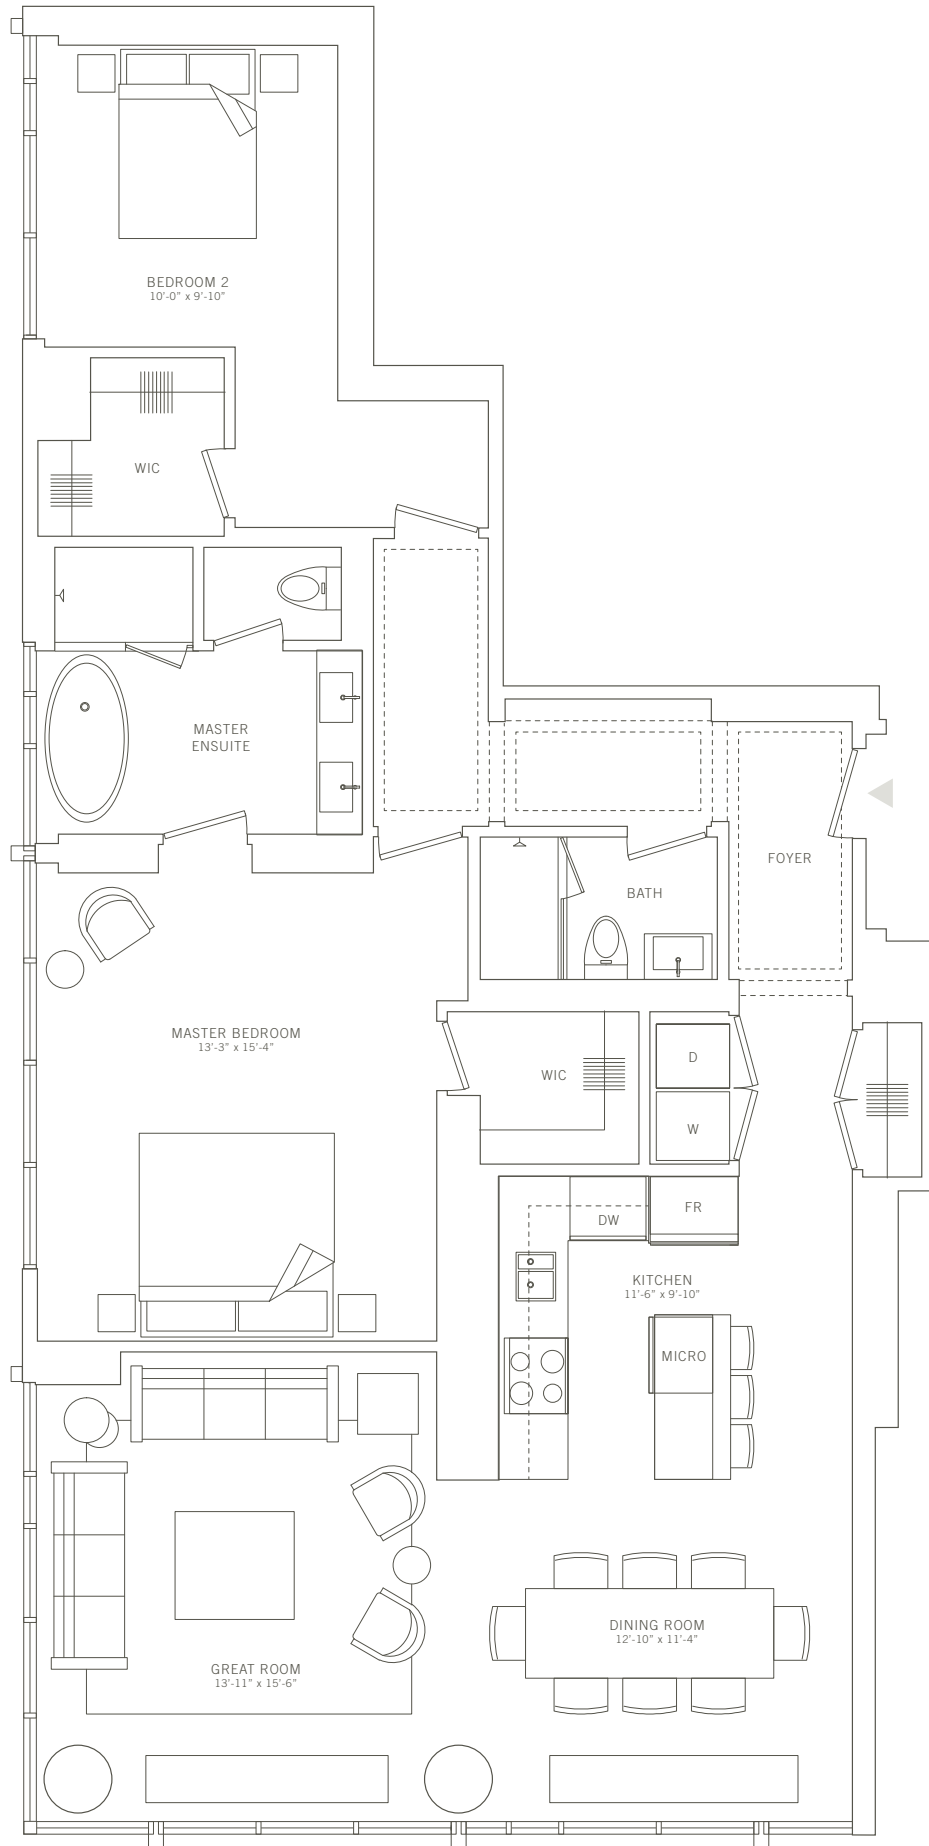 BEDROOM 2
10'-0" x 9'-10"
WIC
MASTER
ENSUITE
FOYER
BATH
MASTER BEDROOM
13'-3" x 15'-4"
WIC
D
W
DW
FR
KITCHEN
11'-6" x 9'-10"
MICRO
DINING ROOM
12'-10" x 11'-4"
GREAT ROOM
13'-11" x 15'-6"